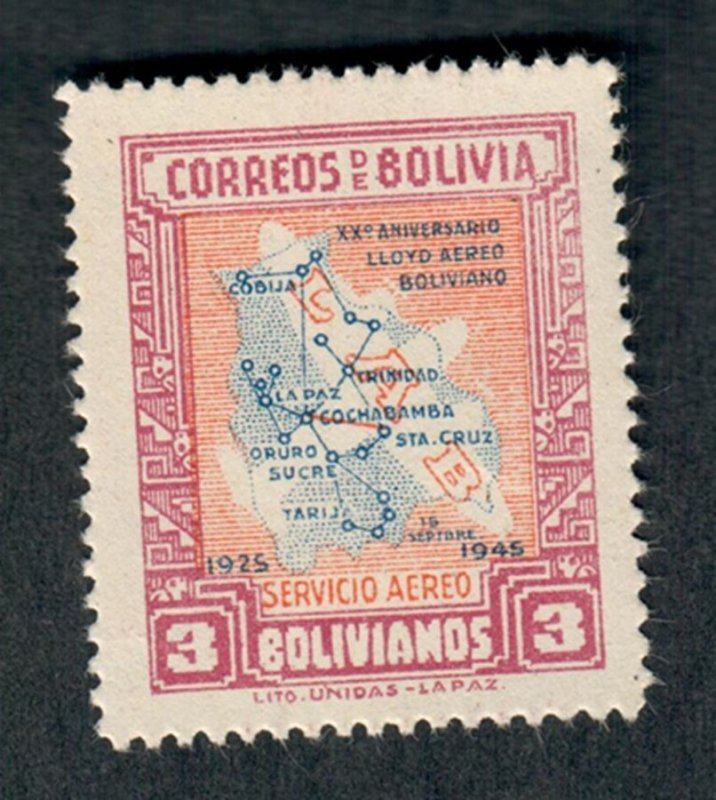 CORREOS DE BOLIVIA
XXº ANIVERSARIO
LLOYD AEREO
BOLIVIANO
COBIJA
TRINIDAD
LA PAZ
COCHABAMBA
STA. CRUZ
ORURO
SUCRE
TARIJ
15
SEPTBRE
1925
1945
SERVICIO AEREO
3 BOLIVIANOS 3
LITO. UNIDAS - LA PAZ.